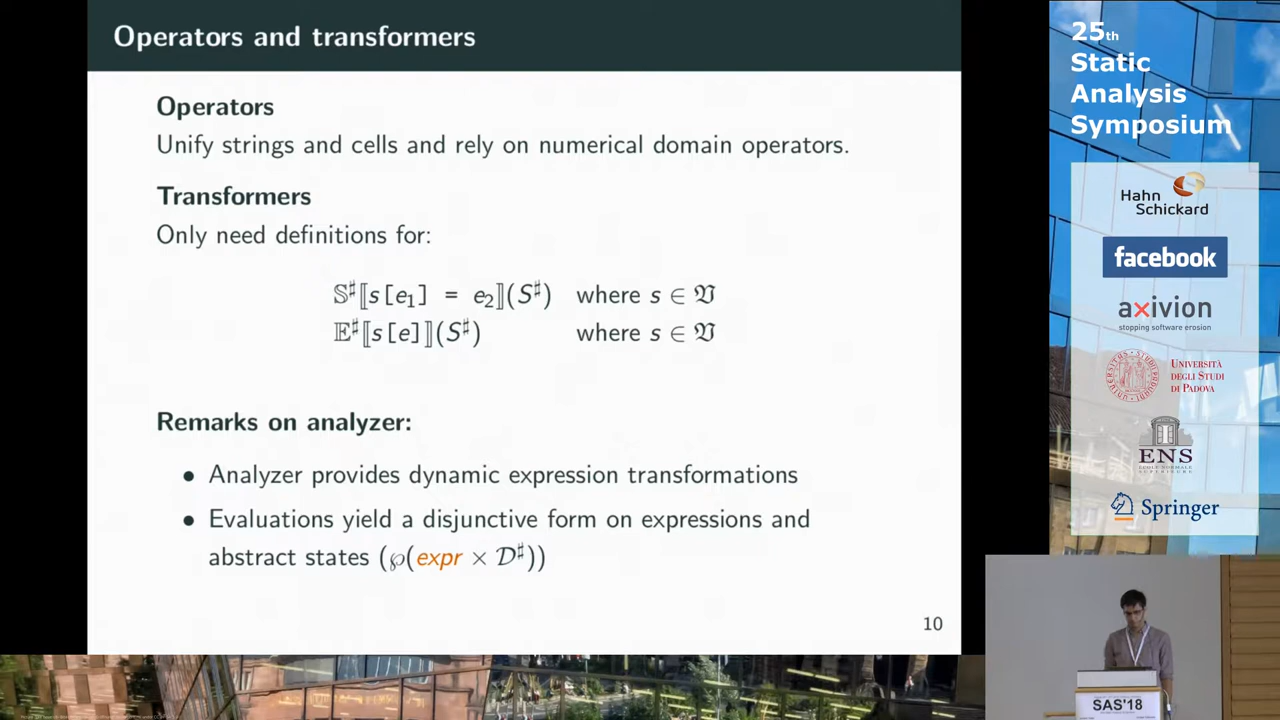 Operators and transformers
Operators
Unify strings and cells and rely on numerical domain operators.
Transformers
Only need definitions for:
𝕊♯⟦s[e₁] = e₂⟧(S♯) where s ∈ 𝔙
𝔼♯⟦s[e]⟧(S♯) where s ∈ 𝔙
Remarks on analyzer:
• Analyzer provides dynamic expression transformations
• Evaluations yield a disjunctive form on expressions and
abstract states (℘(expr × 𝒟♯))
10
25th
Static
Analysis
Symposium
Hahn
Schickard
facebook
axivion
stopping software erosion
UNIVERSITÀ
DEGLI STUDI
DI PADOVA
ENS
Springer
SAS'18